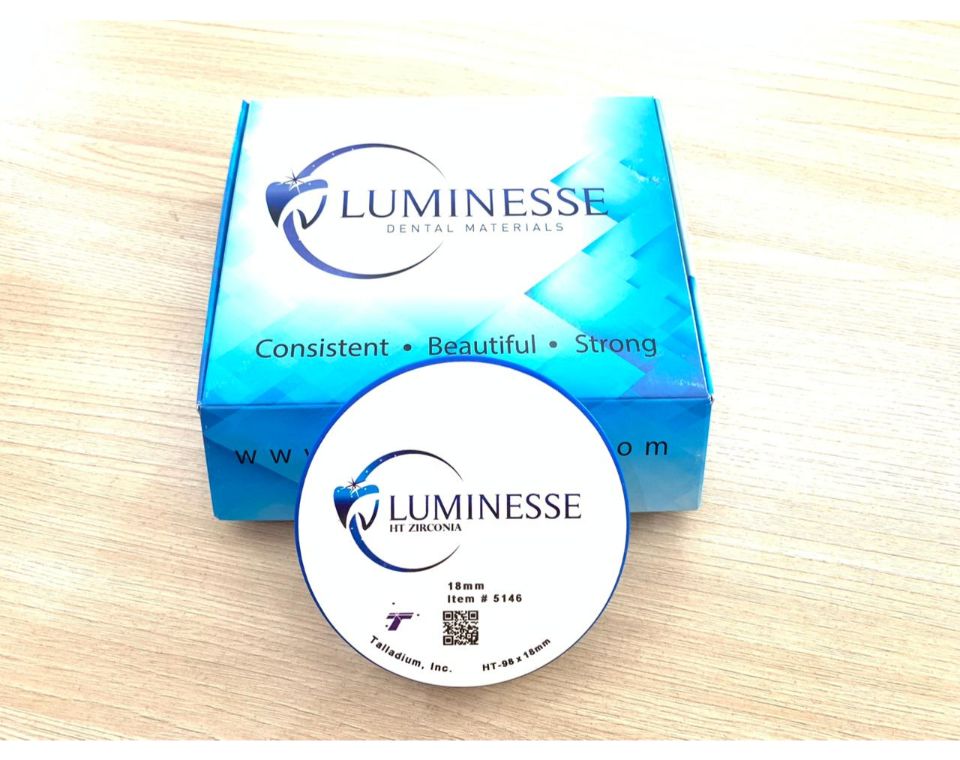 LUMINESSE
DENTAL MATERIALS
Consistent • Beautiful • Strong
LUMINESSE
HT ZIRCONIA
18mm
Item # 5146
Talladium, Inc.
HT-98 x 18mm